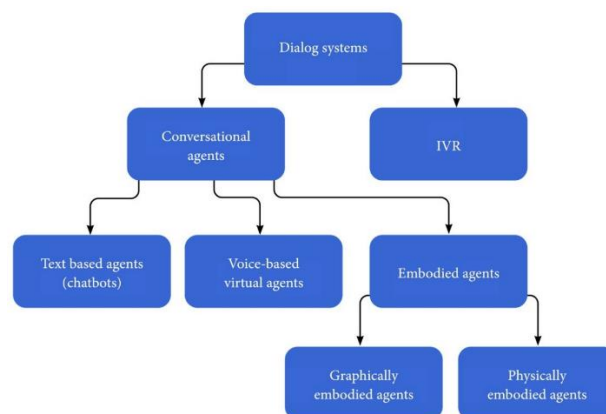 Dialog systems
Conversational
agents
IVR
Text based agents
(chatbots)
Voice-based
virtual agents
Embodied agents
Graphically
embodied agents
Physically
embodied agents